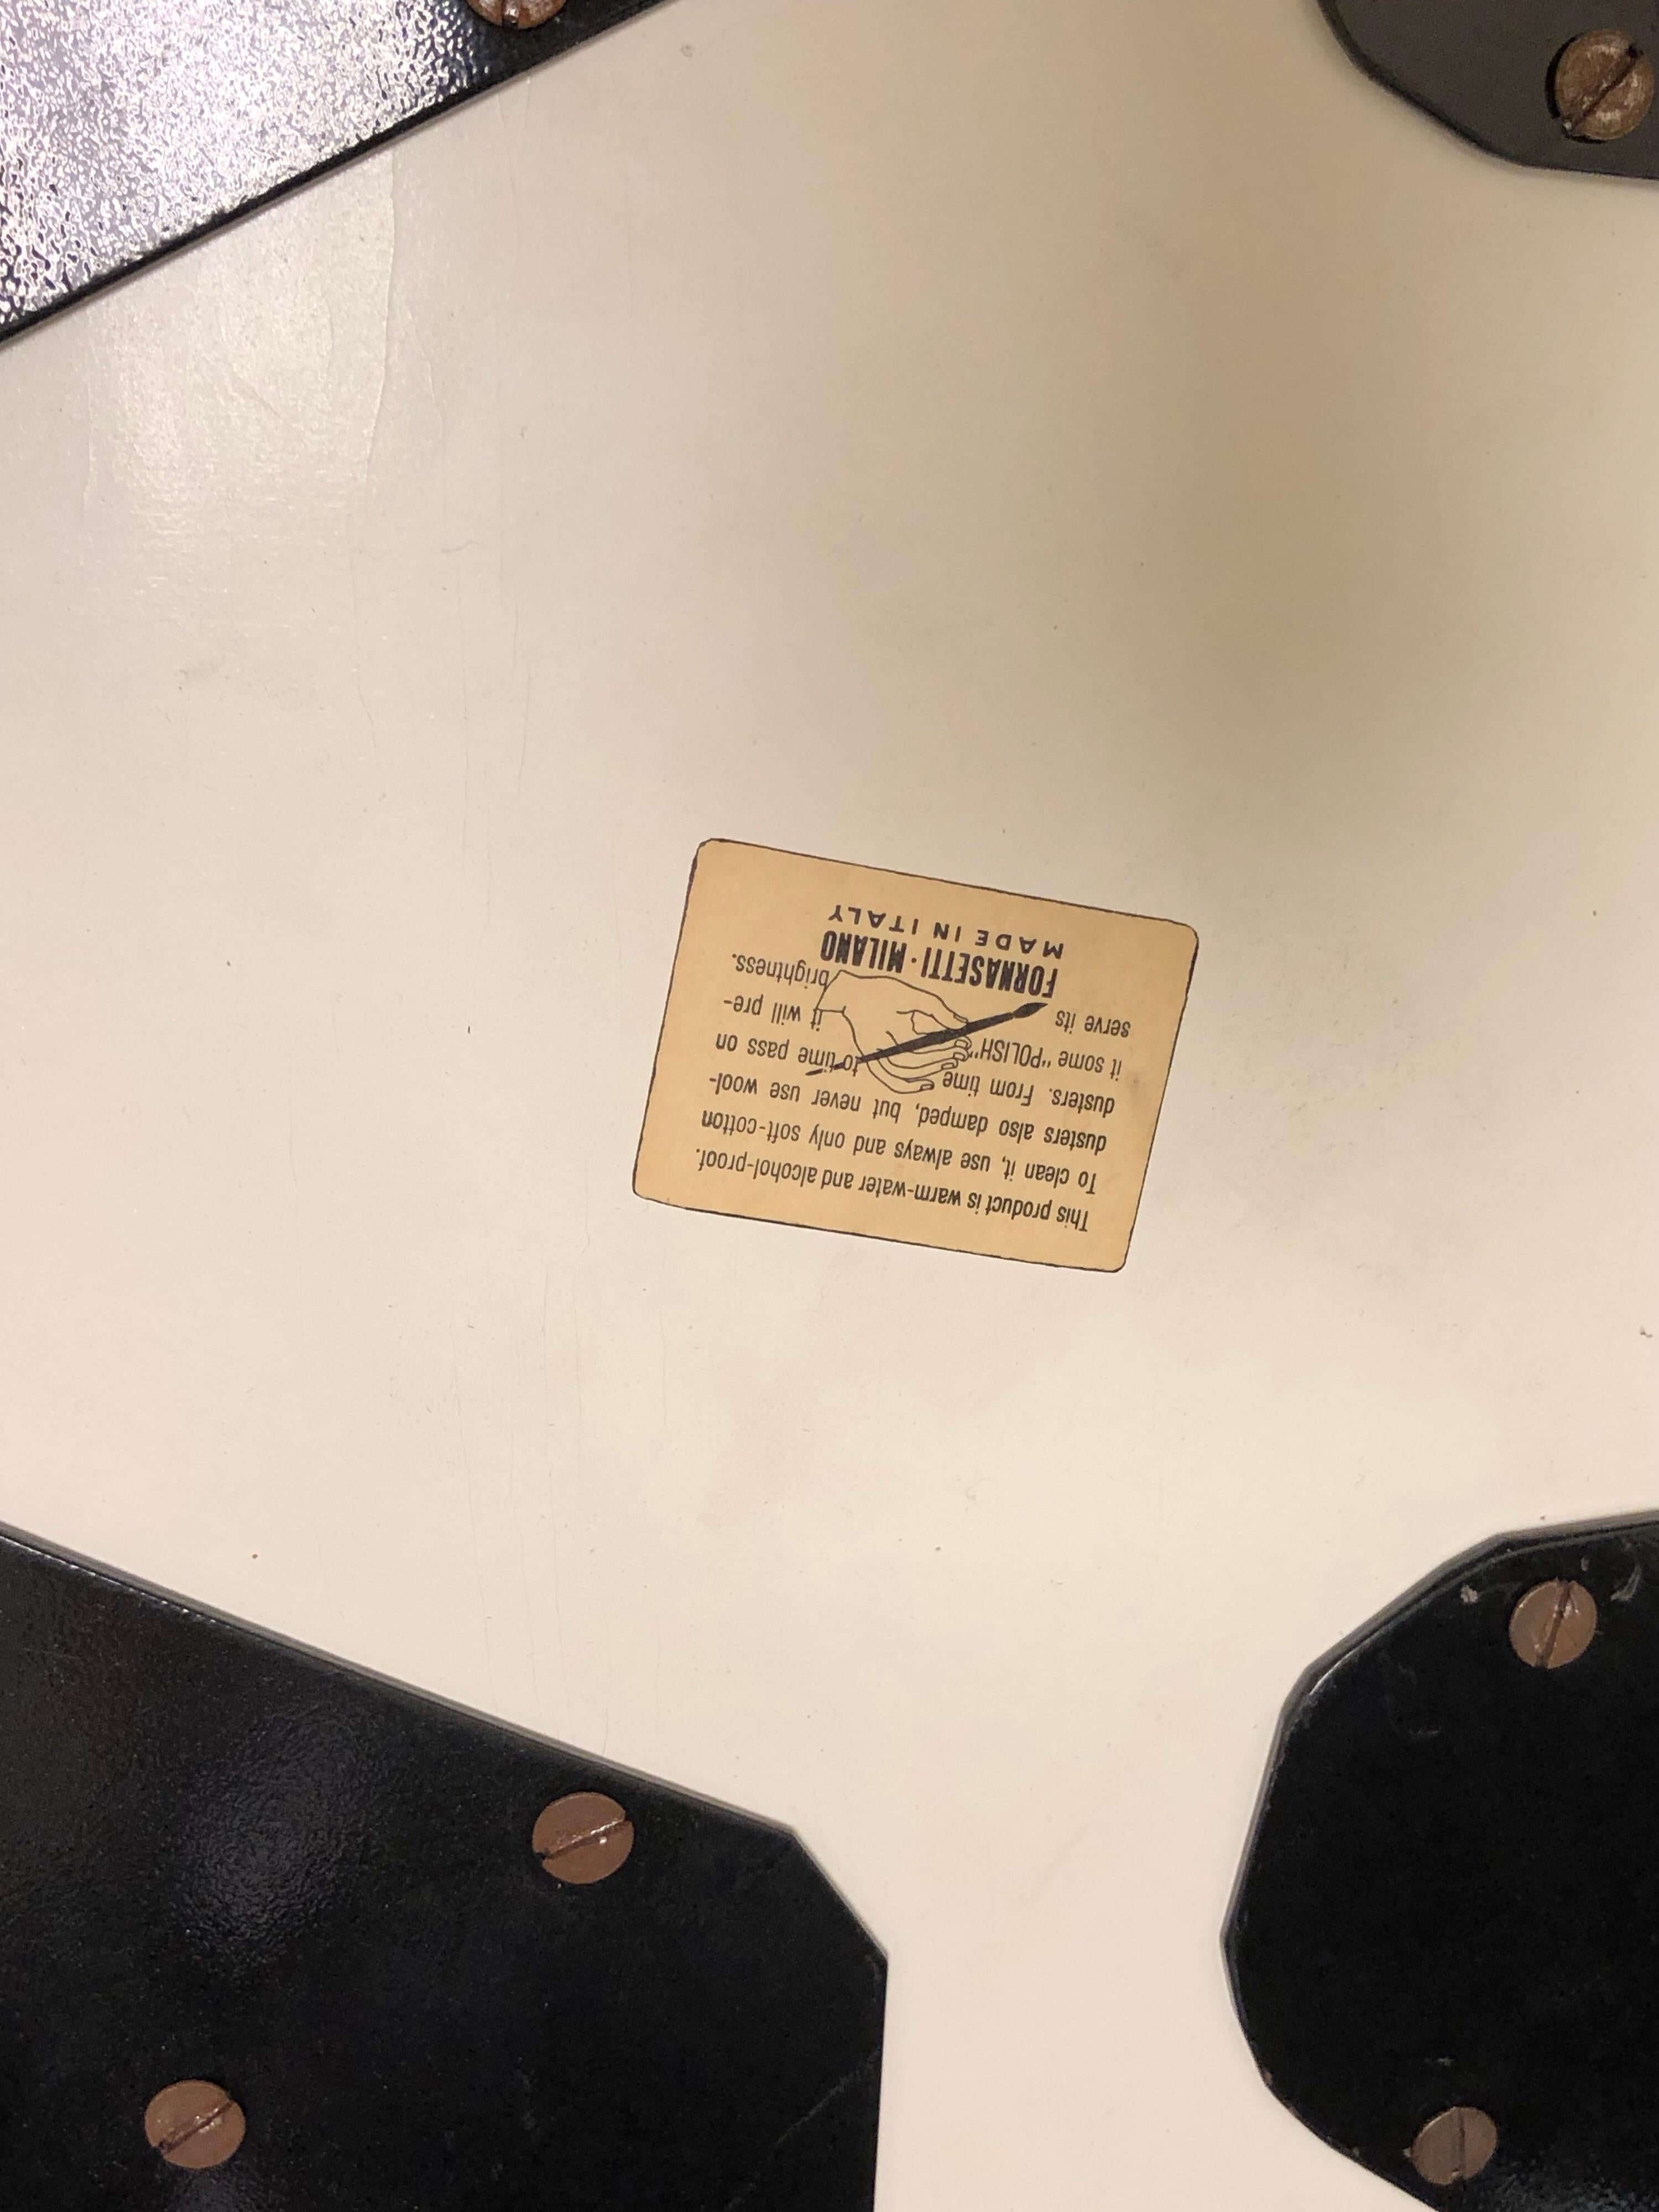 This product is warm-water and alcohol-proof.
To clean it, use always and only soft-cotton
dusters also damped, but never use wool-
dusters. From time to time pass on
it some "POLISH" it will pre-
serve its brightness.
FORNASETTI · MILANO
MADE IN ITALY